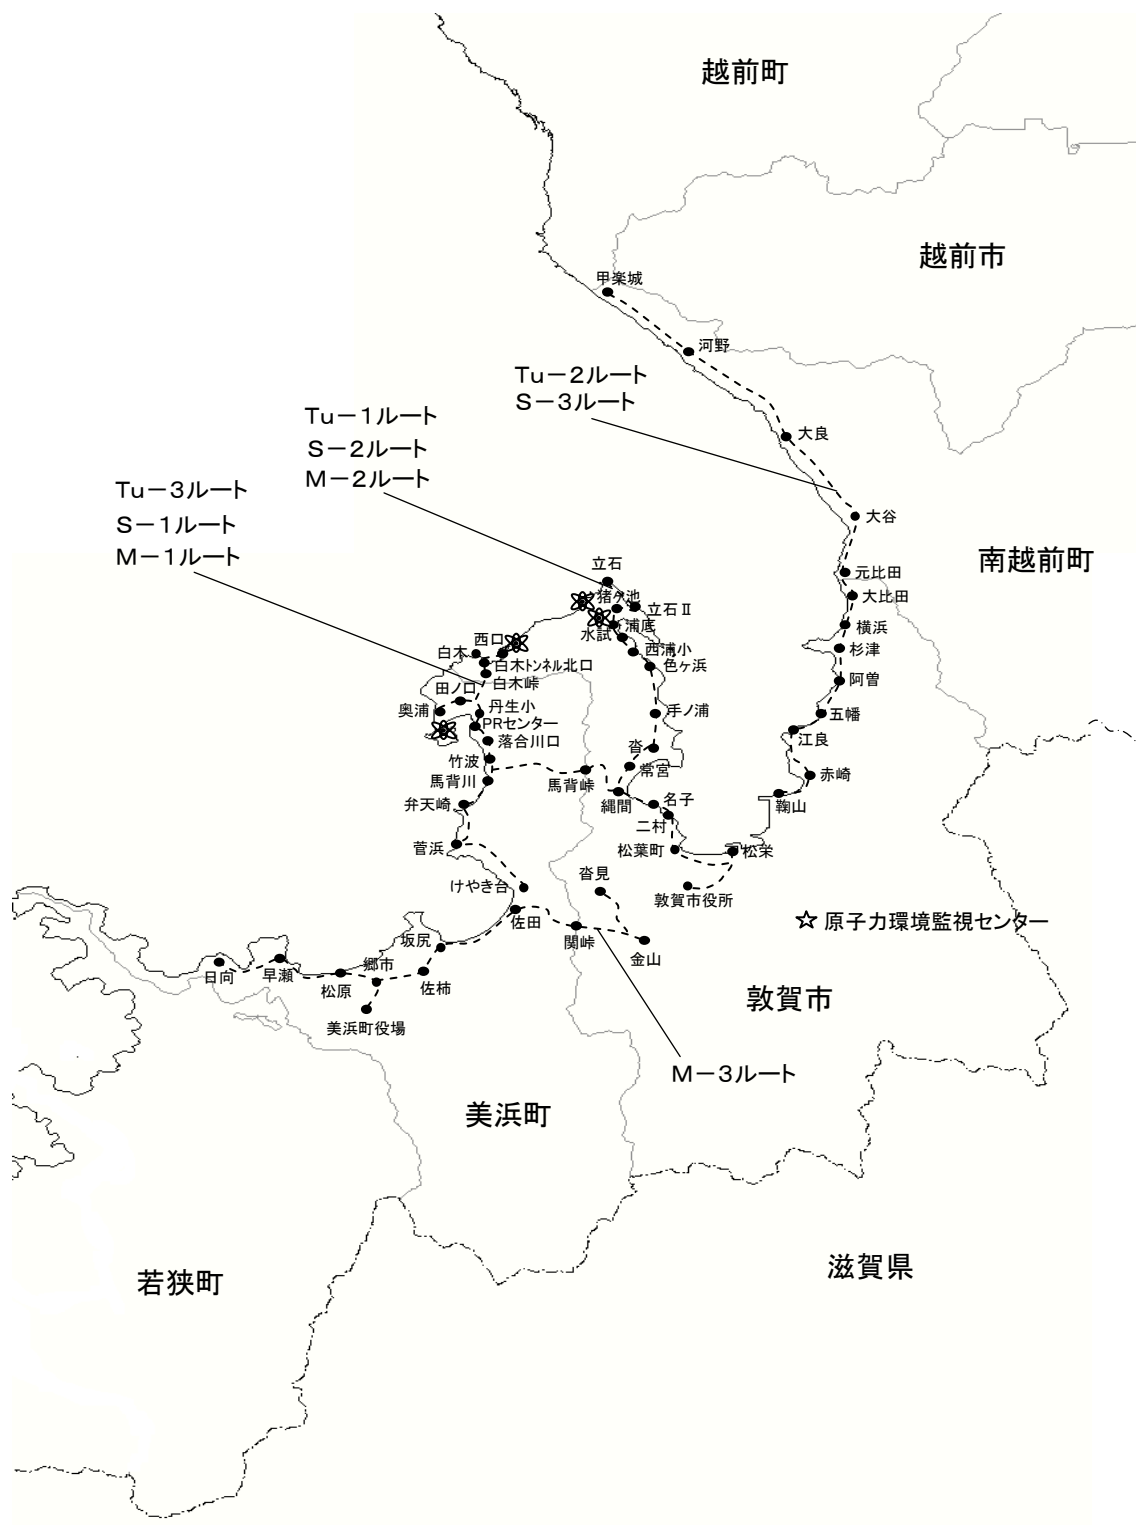 越前町
越前市
甲楽城
河野
Tu－2ルート
S－3ルート
大良
Tu－1ルート
S－2ルート
M－2ルート
Tu－3ルート
S－1ルート
M－1ルート
大谷
南越前町
立石
元比田
猪ヶ池
大比田
立石Ⅱ
浦底
水試
横浜
西口
杉津
西浦小
白木
白木トンネル北口
色ヶ浜
白木峠
阿曽
田ノ口
奥浦
丹生小
手ノ浦
五幡
PRセンター
江良
落合川口
沓
竹波
常宮
赤崎
馬背川
馬背峠
弁天崎
縄間
名子
鞠山
二村
菅浜
松葉町
松栄
沓見
けやき台
敦賀市役所
佐田
☆原子力環境監視センター
坂尻
関峠
金山
郷市
日向
早瀬
松原
佐柿
敦賀市
美浜町役場
M－3ルート
美浜町
滋賀県
若狭町